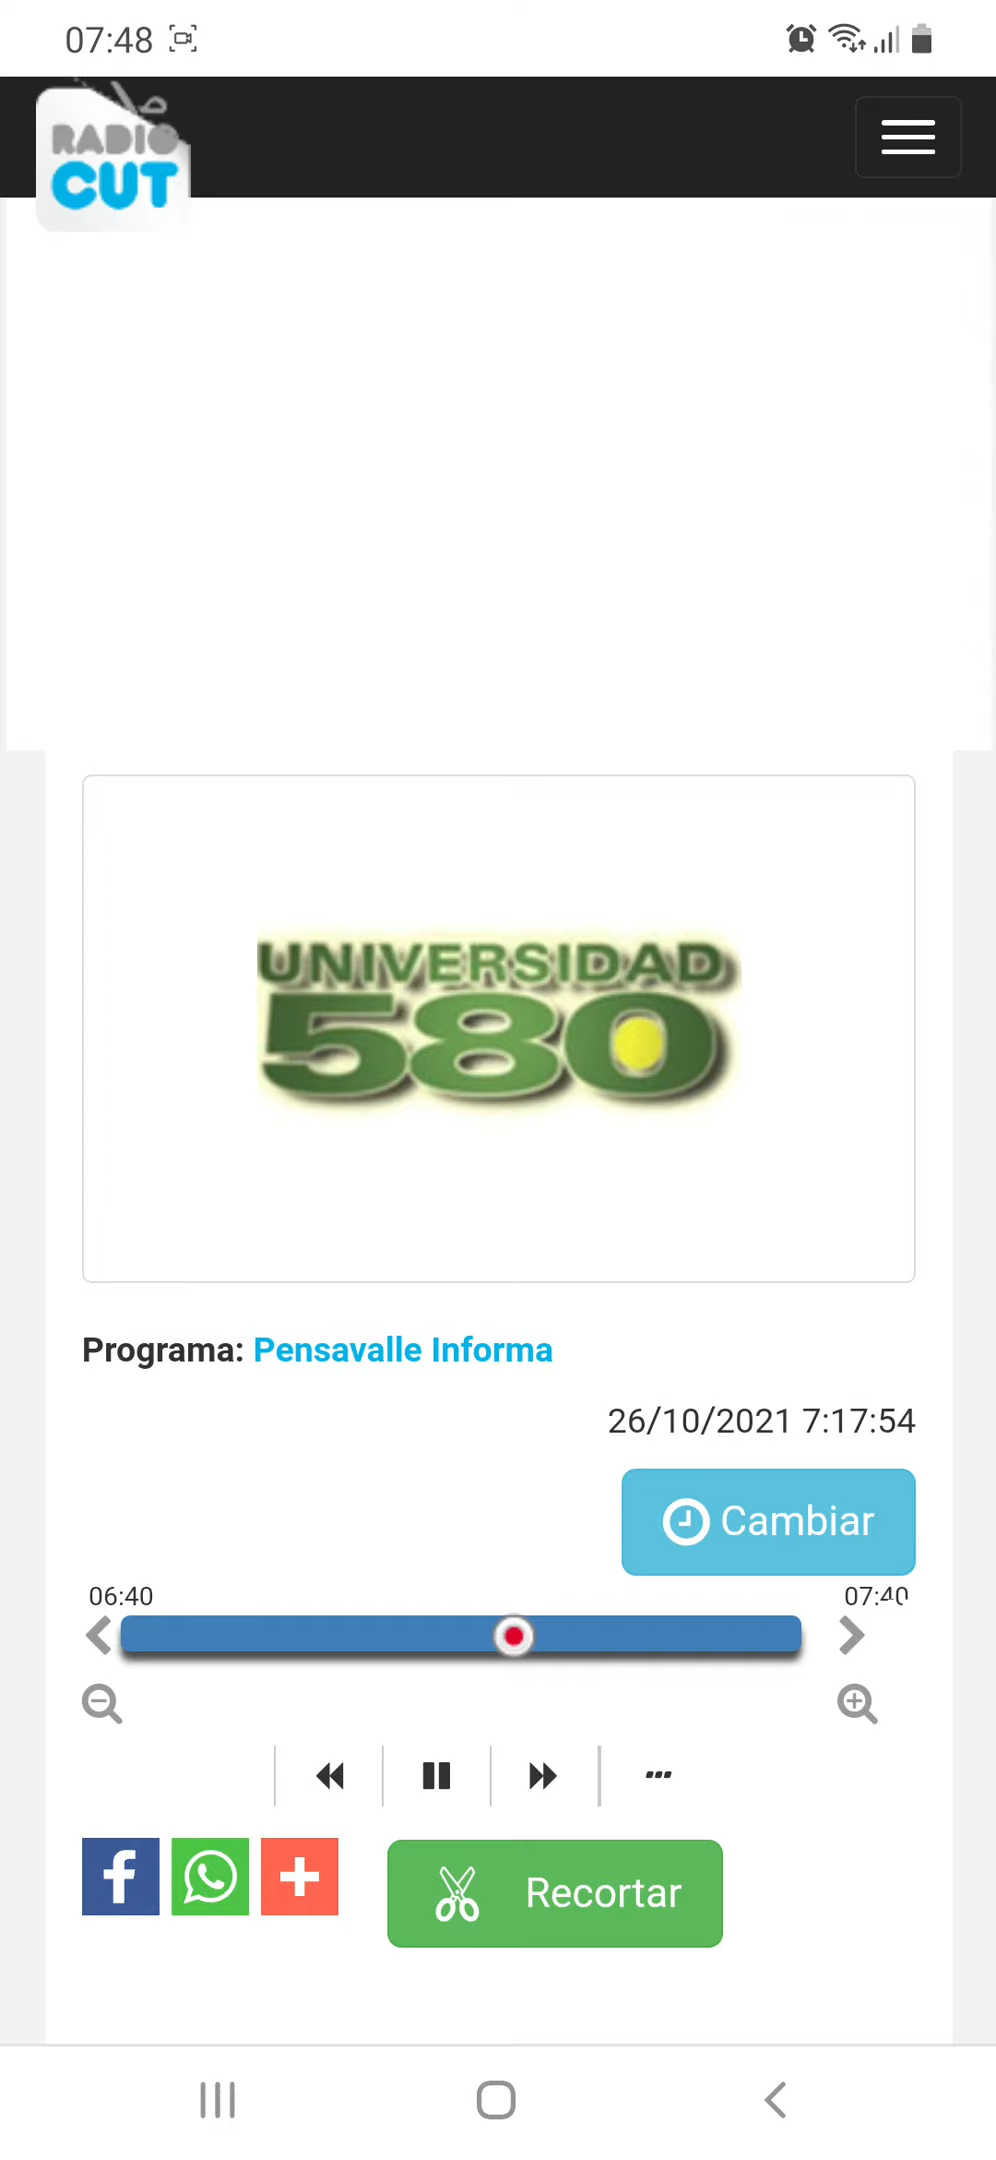 07:48
RADIO
CUT
UNIVERSIDAD
580
Programa: Pensavalle Informa
26/10/2021 7:17:54
Cambiar
06:40 07:40
Recortar